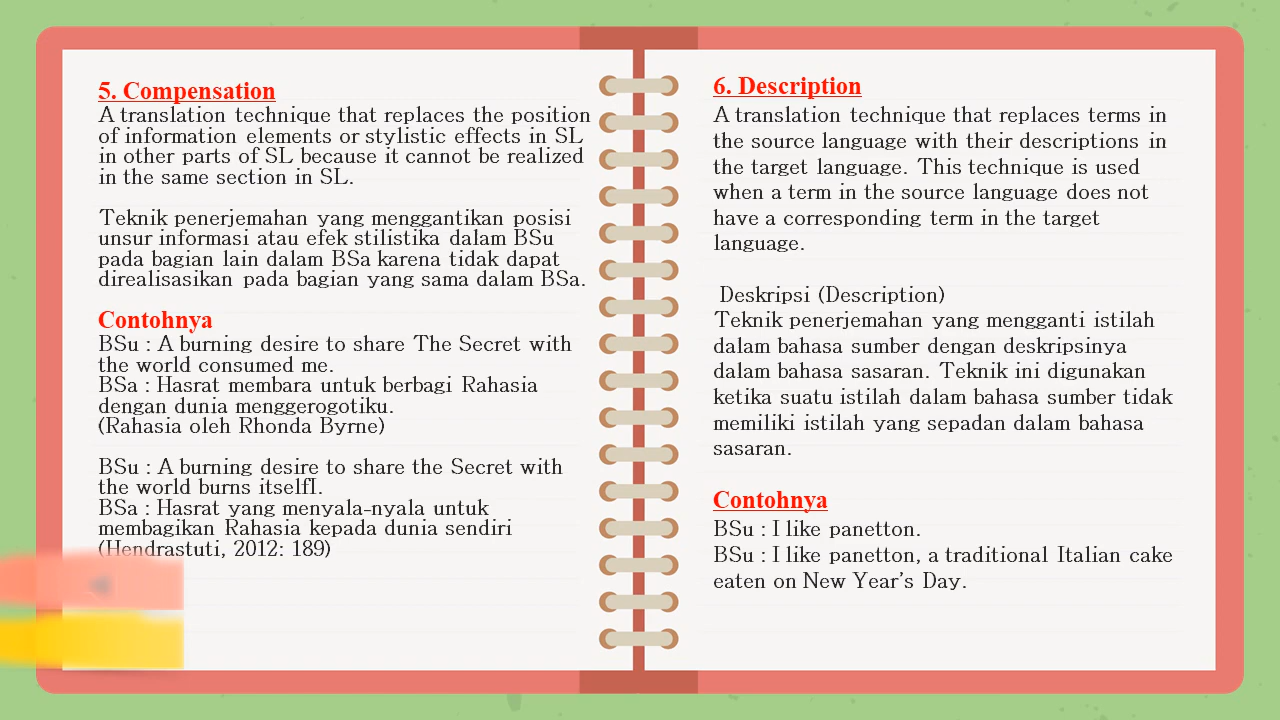 5. Compensation
A translation technique that replaces the position
of information elements or stylistic effects in SL
in other parts of SL because it cannot be realized
in the same section in SL.
Teknik penerjemahan yang menggantikan posisi
unsur informasi atau efek stilistika dalam BSu
pada bagian lain dalam BSa karena tidak dapat
direalisasikan pada bagian yang sama dalam BSa.
Contohnya
BSu : A burning desire to share The Secret with
the world consumed me.
BSa : Hasrat membara untuk berbagi Rahasia
dengan dunia menggerogotiku.
(Rahasia oleh Rhonda Byrne)
BSu : A burning desire to share the Secret with
the world burns itselfI.
BSa : Hasrat yang menyala-nyala untuk
membagikan Rahasia kepada dunia sendiri
(Hendrastuti, 2012: 189)
6. Description
A translation technique that replaces terms in
the source language with their descriptions in
the target language. This technique is used
when a term in the source language does not
have a corresponding term in the target
language.
Deskripsi (Description)
Teknik penerjemahan yang mengganti istilah
dalam bahasa sumber dengan deskripsinya
dalam bahasa sasaran. Teknik ini digunakan
ketika suatu istilah dalam bahasa sumber tidak
memiliki istilah yang sepadan dalam bahasa
sasaran.
Contohnya
BSu : I like panetton.
BSu : I like panetton, a traditional Italian cake
eaten on New Year's Day.